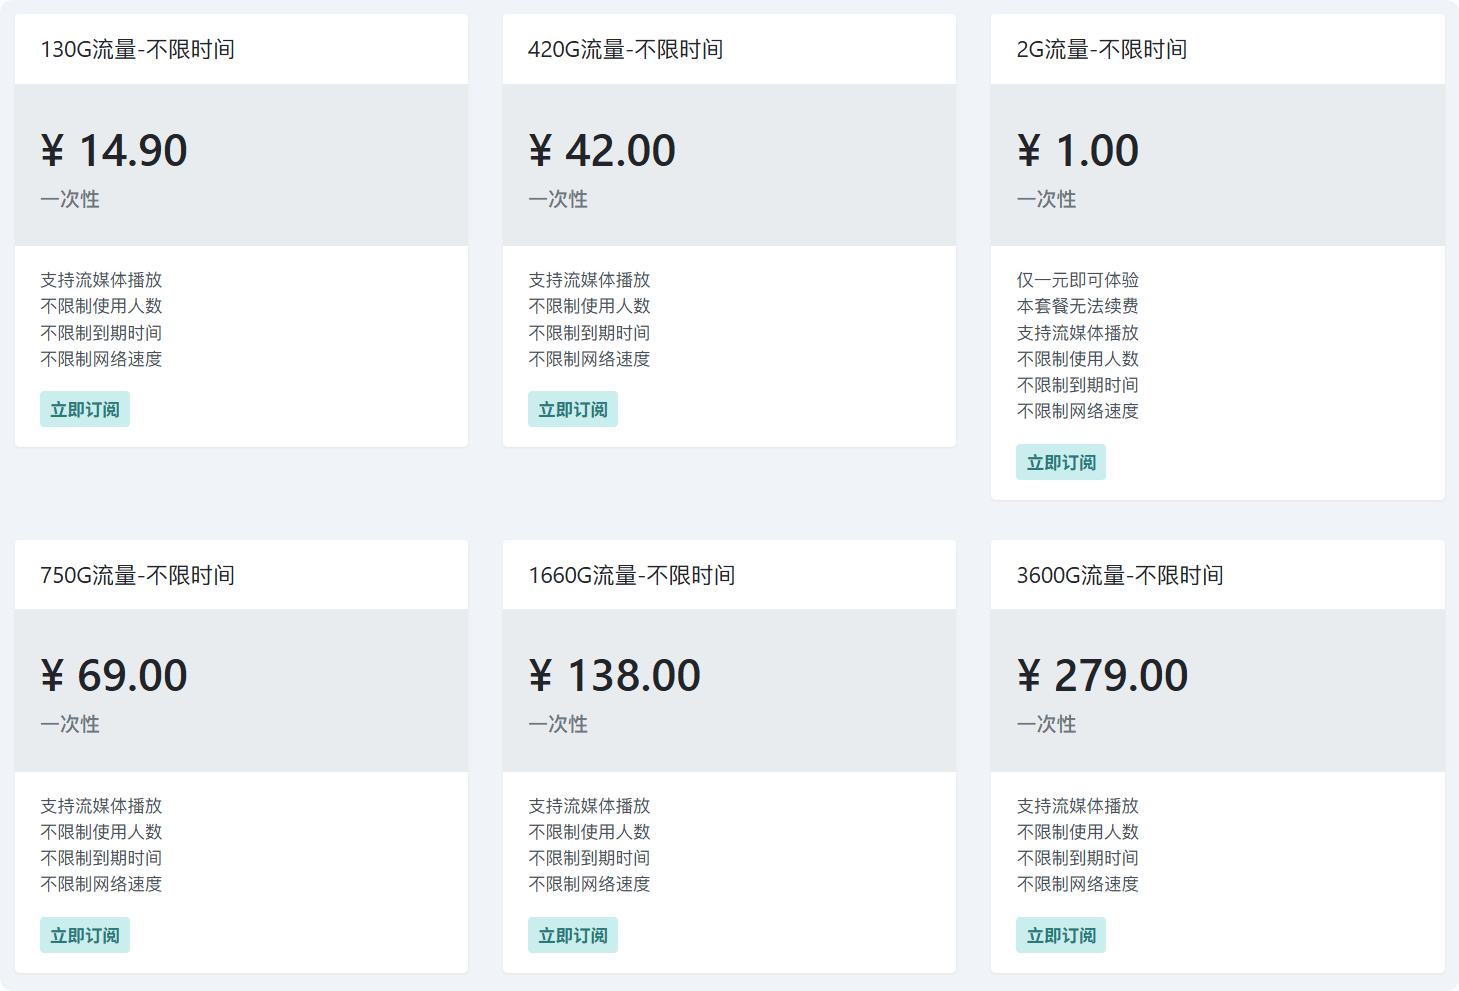 130G流量-不限时间
¥ 14.90
一次性
支持流媒体播放
不限制使用人数
不限制到期时间
不限制网络速度
立即订阅
420G流量-不限时间
¥ 42.00
一次性
支持流媒体播放
不限制使用人数
不限制到期时间
不限制网络速度
立即订阅
2G流量-不限时间
¥ 1.00
一次性
仅一元即可体验
本套餐无法续费
支持流媒体播放
不限制使用人数
不限制到期时间
不限制网络速度
立即订阅
750G流量-不限时间
¥ 69.00
一次性
支持流媒体播放
不限制使用人数
不限制到期时间
不限制网络速度
立即订阅
1660G流量-不限时间
¥ 138.00
一次性
支持流媒体播放
不限制使用人数
不限制到期时间
不限制网络速度
立即订阅
3600G流量-不限时间
¥ 279.00
一次性
支持流媒体播放
不限制使用人数
不限制到期时间
不限制网络速度
立即订阅